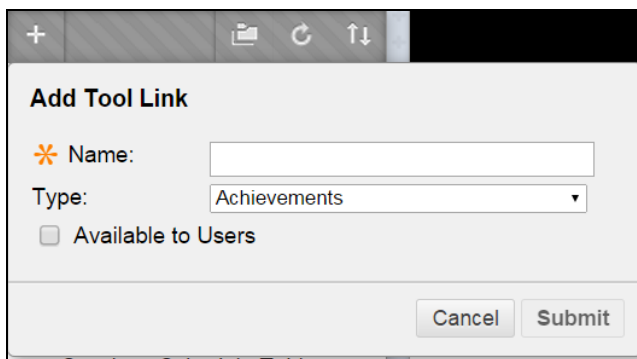 Add Tool Link
Name:
Type: Achievements
Available to Users
Cancel Submit